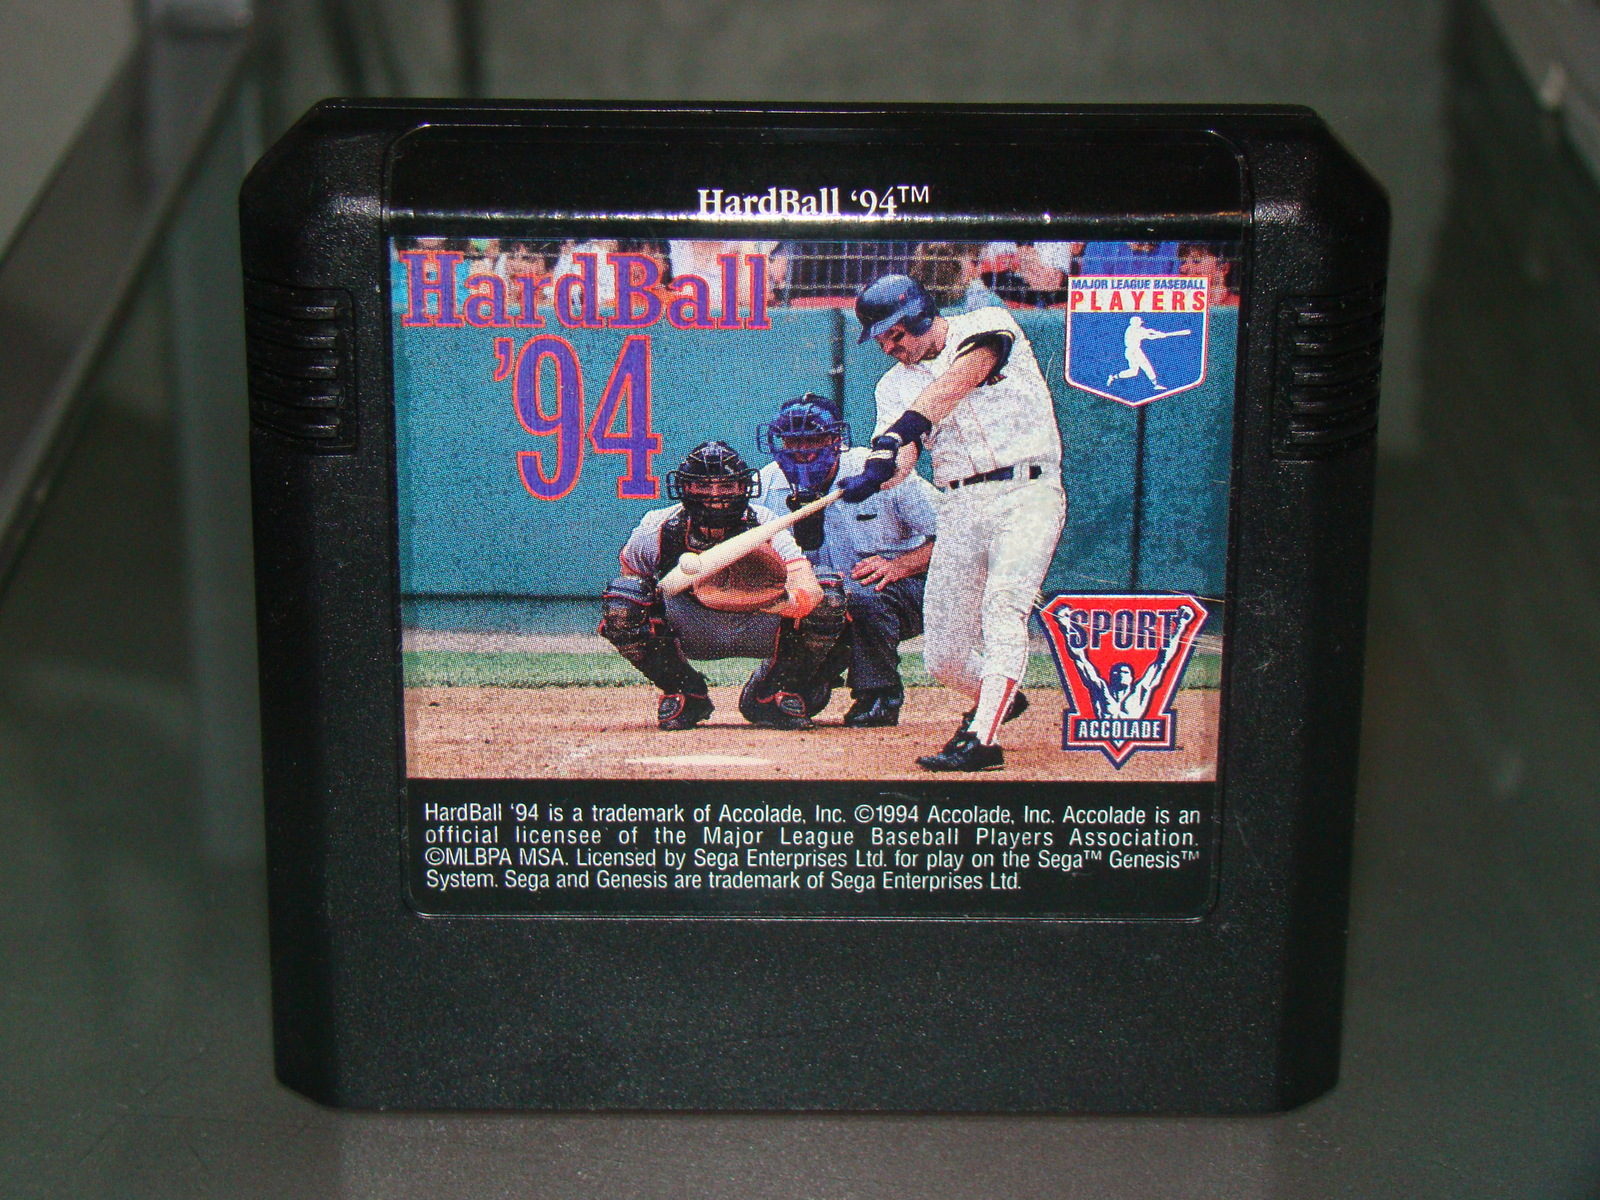 HardBall ‘94™
HardBall
’94
MAJOR LEAGUE BASEBALL
PLAYERS
SPORT
ACCOLADE
HardBall ‘94 is a trademark of Accolade, Inc. ©1994 Accolade, Inc. Accolade is an
official licensee of the Major League Baseball Players Association.
©MLBPA MSA. Licensed by Sega Enterprises Ltd. for play on the Sega™ Genesis™
System. Sega and Genesis are trademark of Sega Enterprises Ltd.